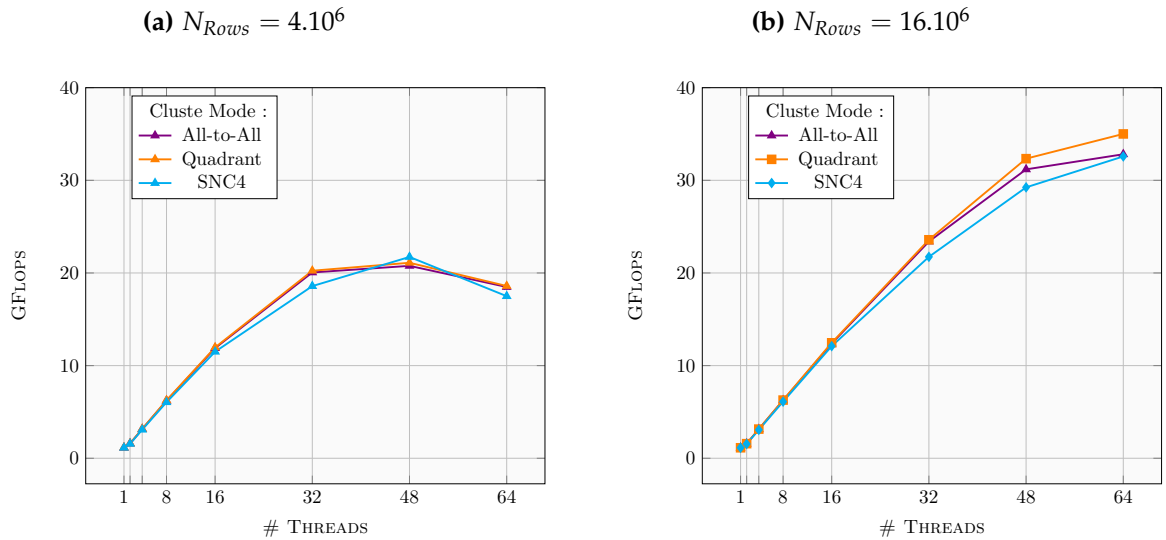 (a) N_Rows = 4.10^6
40
30
20
10
0
1 8 16 32 48 64
GFLOPS
# THREADS
Cluste Mode :
All-to-All
Quadrant
SNC4
(b) N_Rows = 16.10^6
40
30
20
10
0
1 8 16 32 48 64
GFLOPS
# THREADS
Cluste Mode :
All-to-All
Quadrant
SNC4